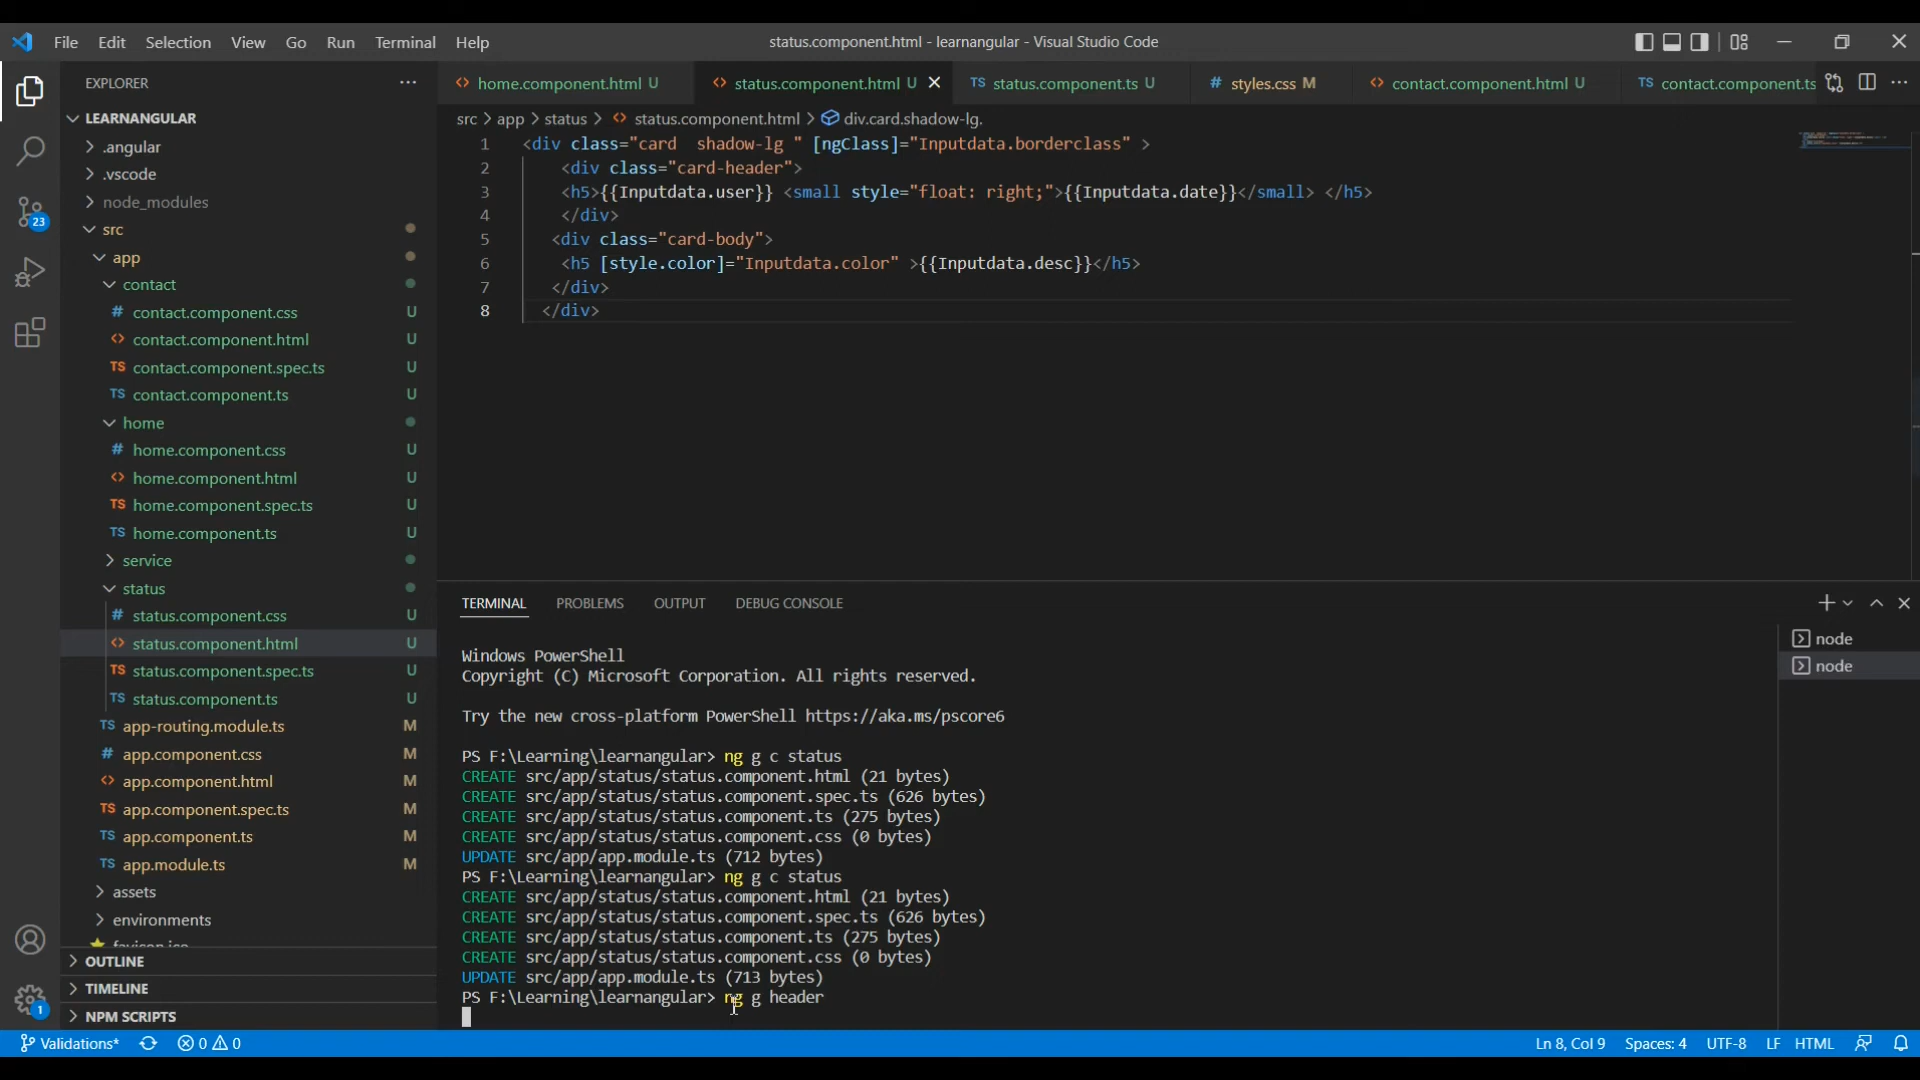 File Edit Selection View Go Run Terminal Help
status.component.html - learnangular - Visual Studio Code
EXPLORER
LEARNANGULAR
.angular
.vscode
node_modules
src
app
contact
# contact.component.css U
<> contact.component.html U
TS contact.component.spec.ts U
TS contact.component.ts U
home
# home.component.css U
<> home.component.html U
TS home.component.spec.ts U
TS home.component.ts U
service
status
# status.component.css U
<> status.component.html U
TS status.component.spec.ts U
TS status.component.ts U
TS app-routing.module.ts M
# app.component.css M
<> app.component.html M
TS app.component.spec.ts M
TS app.component.ts M
TS app.module.ts M
assets
environments
favicon.ico
OUTLINE
TIMELINE
NPM SCRIPTS
23
1
<> home.component.html U <> status.component.html U TS status.component.ts U # styles.css M <> contact.component.html U TS contact.component.ts
src > app > status > <> status.component.html > div.card.shadow-lg.
1 <div class="card  shadow-lg " [ngClass]="Inputdata.borderclass" >
2 <div class="card-header">
3 <h5>{{Inputdata.user}} <small style="float: right;">{{Inputdata.date}}</small> </h5>
4 </div>
5 <div class="card-body">
6 <h5 [style.color]="Inputdata.color" >{{Inputdata.desc}}</h5>
7 </div>
8 </div>
TERMINAL PROBLEMS OUTPUT DEBUG CONSOLE
node
node
Windows PowerShell
Copyright (C) Microsoft Corporation. All rights reserved.
Try the new cross-platform PowerShell https://aka.ms/pscore6
PS F:\Learning\learnangular> ng g c status
CREATE src/app/status/status.component.html (21 bytes)
CREATE src/app/status/status.component.spec.ts (626 bytes)
CREATE src/app/status/status.component.ts (275 bytes)
CREATE src/app/status/status.component.css (0 bytes)
UPDATE src/app/app.module.ts (712 bytes)
PS F:\Learning\learnangular> ng g c status
CREATE src/app/status/status.component.html (21 bytes)
CREATE src/app/status/status.component.spec.ts (626 bytes)
CREATE src/app/status/status.component.ts (275 bytes)
CREATE src/app/status/status.component.css (0 bytes)
UPDATE src/app/app.module.ts (713 bytes)
PS F:\Learning\learnangular> ng g header
Validations* 0 0 Ln 8, Col 9 Spaces: 4 UTF-8 LF HTML